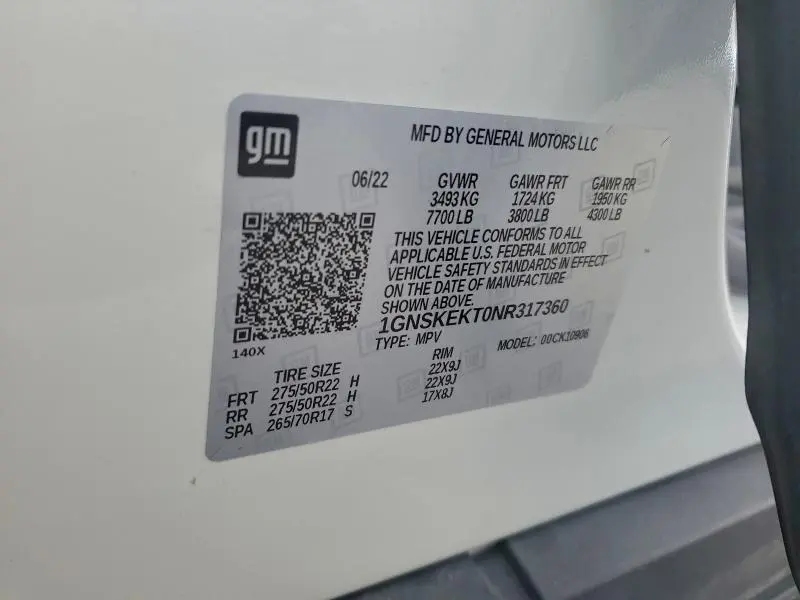 gm
MFD BY GENERAL MOTORS LLC
06/22 GVWR GAWR FRT GAWR RR
3493 KG 1724 KG 1950 KG
7700 LB 3800 LB 4300 LB
THIS VEHICLE CONFORMS TO ALL
APPLICABLE U.S. FEDERAL MOTOR
VEHICLE SAFETY STANDARDS IN EFFECT
ON THE DATE OF MANUFACTURE
SHOWN ABOVE.
1GNSKEKT0NR317360
TYPE: MPV MODEL: 00CK10906
140X
TIRE SIZE RIM
FRT 275/50R22 H 22X9J
RR 275/50R22 H 22X9J
SPA 265/70R17 S 17X8J